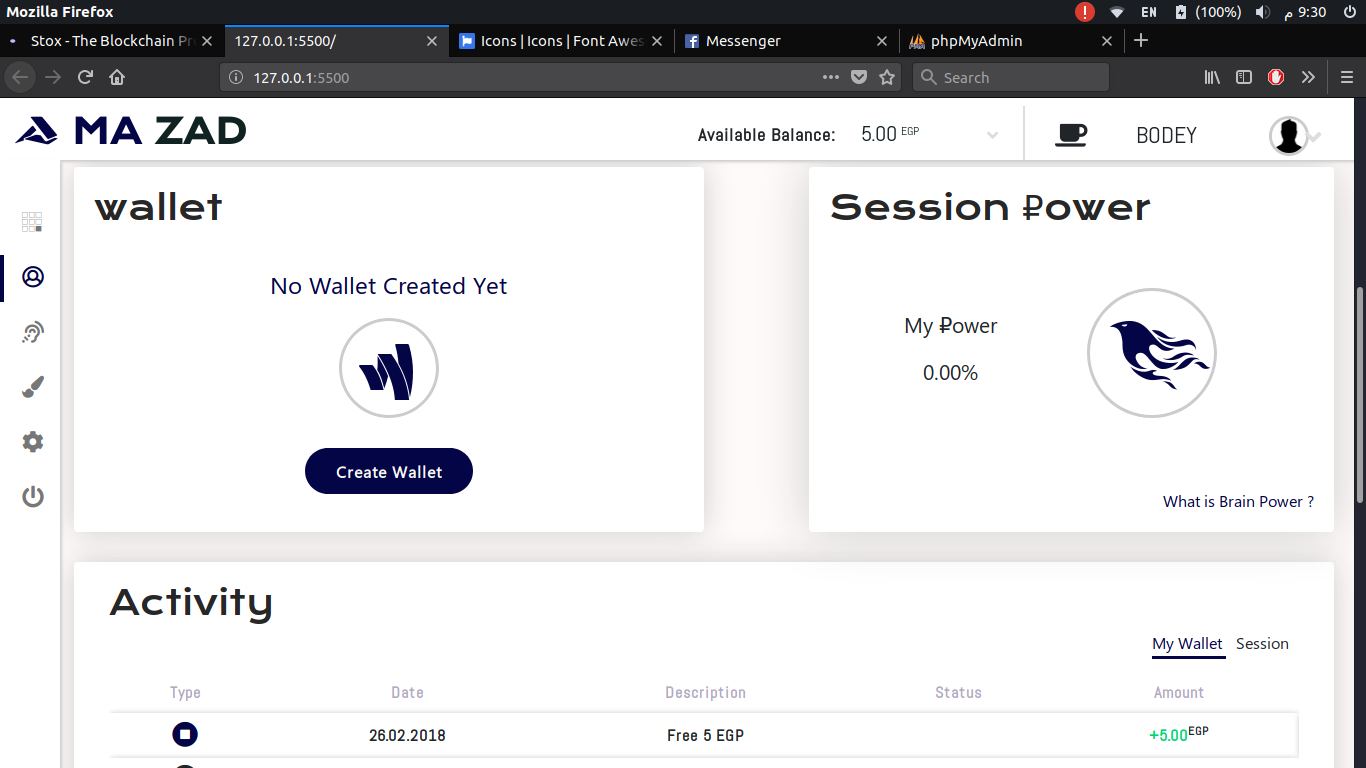 Mozilla Firefox
EN (100%) 9:30 م
Stox - The Blockchain Pr
127.0.0.1:5500/
Icons | Icons | Font Awes
Messenger
phpMyAdmin
127.0.0.1:5500
Search
MA ZAD
Available Balance: 5.00 EGP
BODEY
wallet
Session ₽ower
No Wallet Created Yet
My ₽ower
0.00%
Create Wallet
What is Brain Power ?
Activity
My Wallet Session
Type Date Description Status Amount
26.02.2018 Free 5 EGP +5.00 EGP